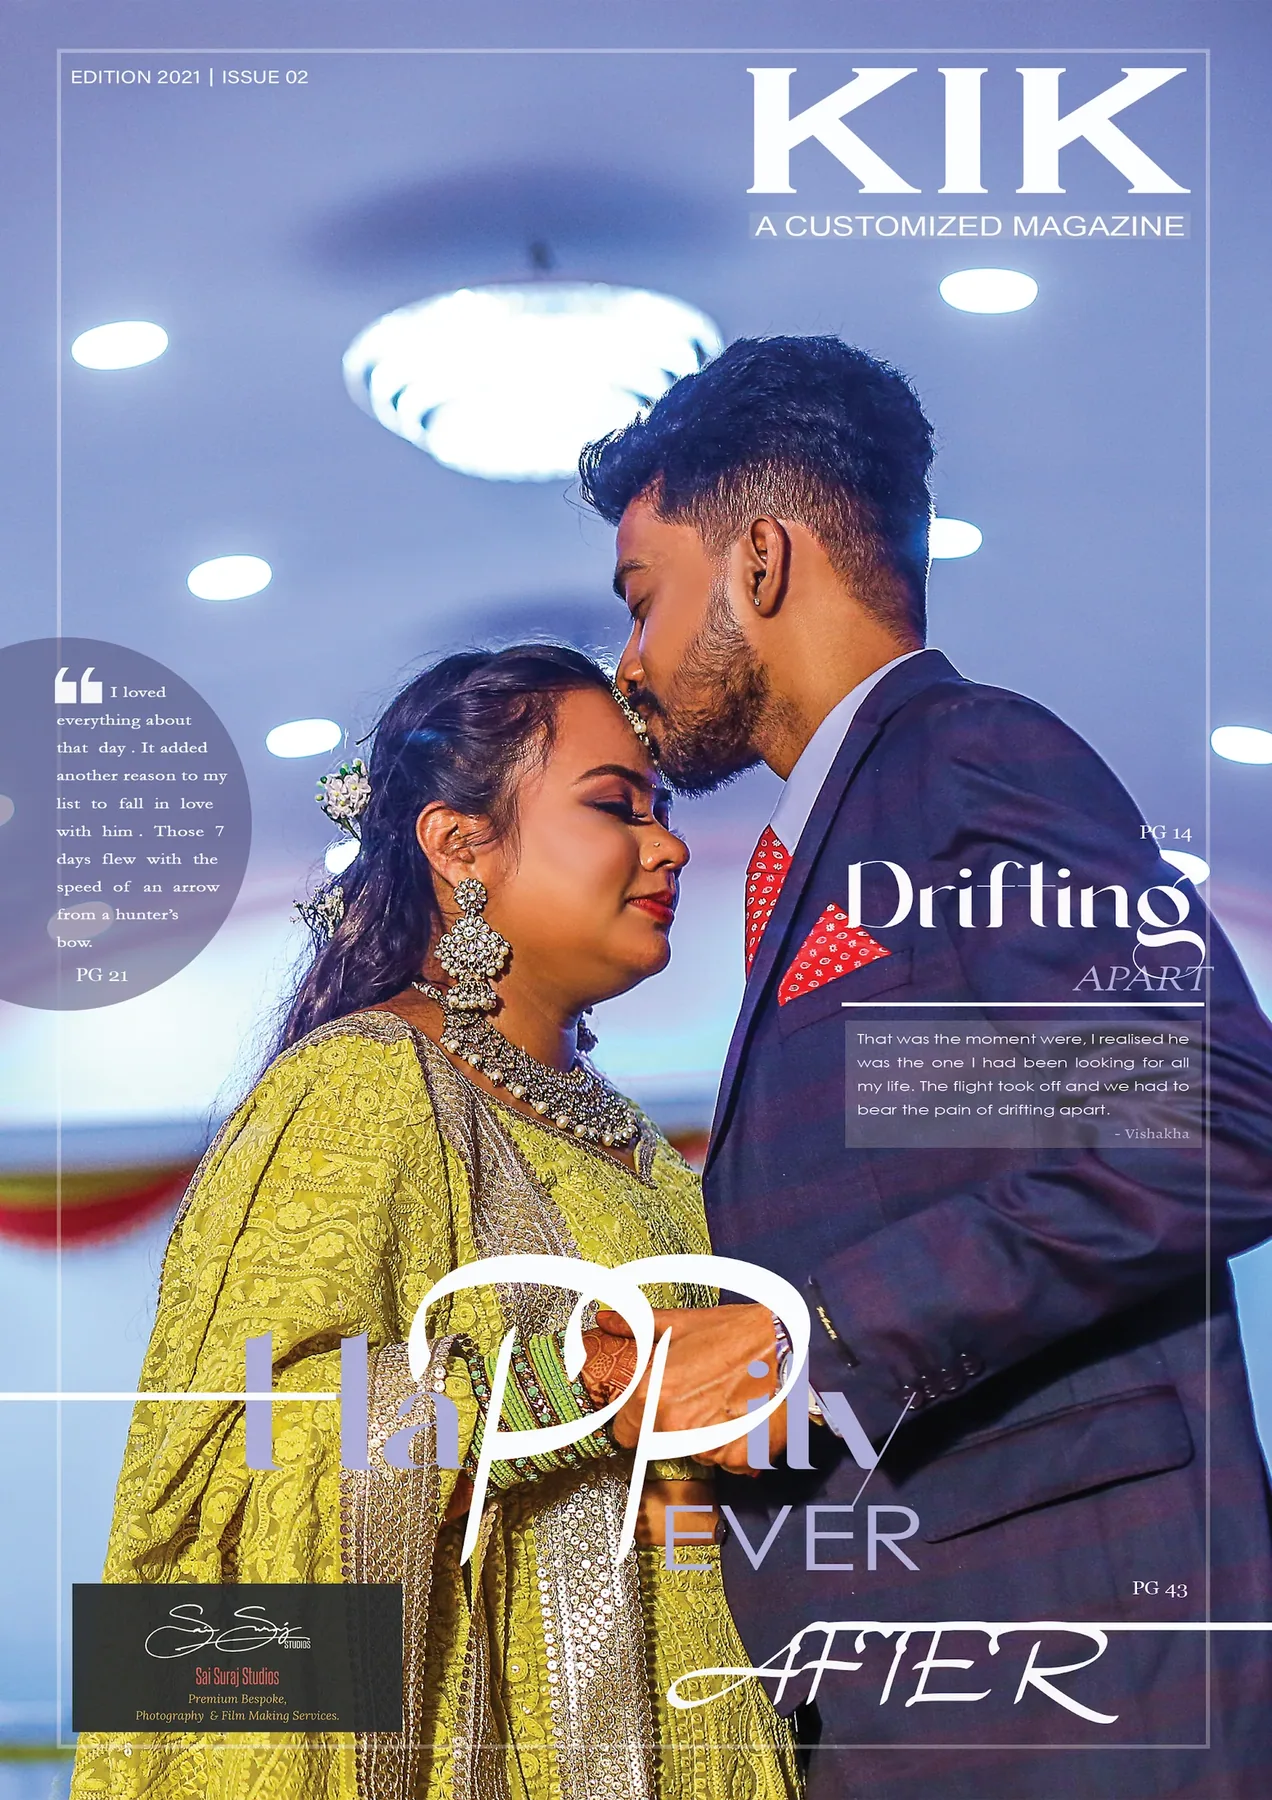 EDITION 2021 | ISSUE 02
KIK
A CUSTOMIZED MAGAZINE
“ I loved
everything about
that day . It added
another reason to my
list to fall in love
with him . Those 7
days flew with the
speed of an arrow
from a hunter's
bow.
PG 21
PG 14
Drifting
APART
That was the moment were, I realised he
was the one I had been looking for all
my life. The flight took off and we had to
bear the pain of drifting apart.
- Vishakha
HaPPily
EVER
PG 43
AFTER
Sai Suraj
STUDIOS
Sai Suraj Studios
Premium Bespoke,
Photography & Film Making Services.